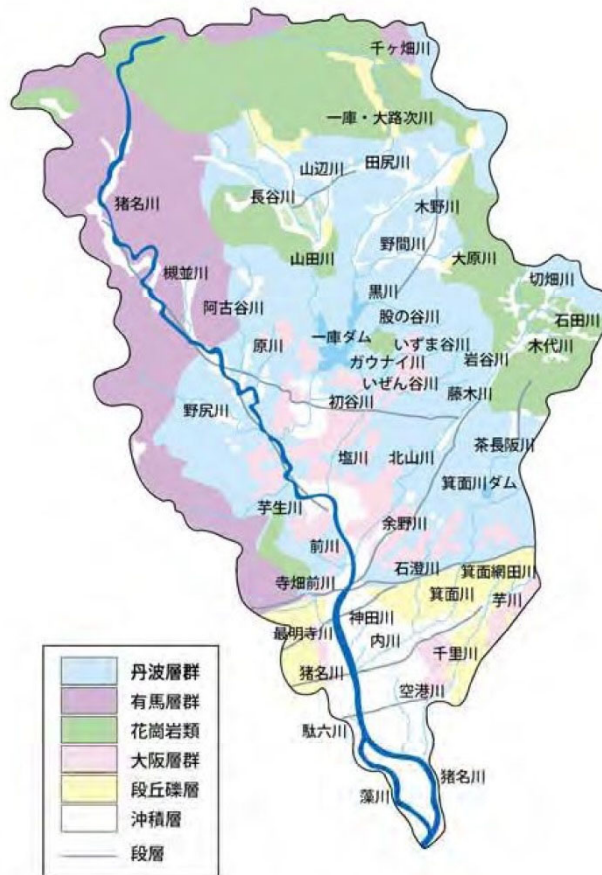 千ヶ畑川
一庫・大路次川
山辺川
田尻川
長谷川
木野川
猪名川
野間川
山田川
大原川
槻並川
切畑川
黒川
阿古谷川
股の谷川
石田川
一庫ダム
いずま谷川
原川
木代川
ガウナイ川
岩谷川
いぜん谷川
初谷川
藤木川
野尻川
茶長阪川
塩川
北山川
箕面川ダム
芋生川
余野川
前川
石澄川
箕面網田川
寺畑前川
箕面川
芋川
神田川
最明寺川
内川
千里川
猪名川
空港川
駄六川
猪名川
藻川
丹波層群
有馬層群
花崗岩類
大阪層群
段丘礫層
沖積層
段層